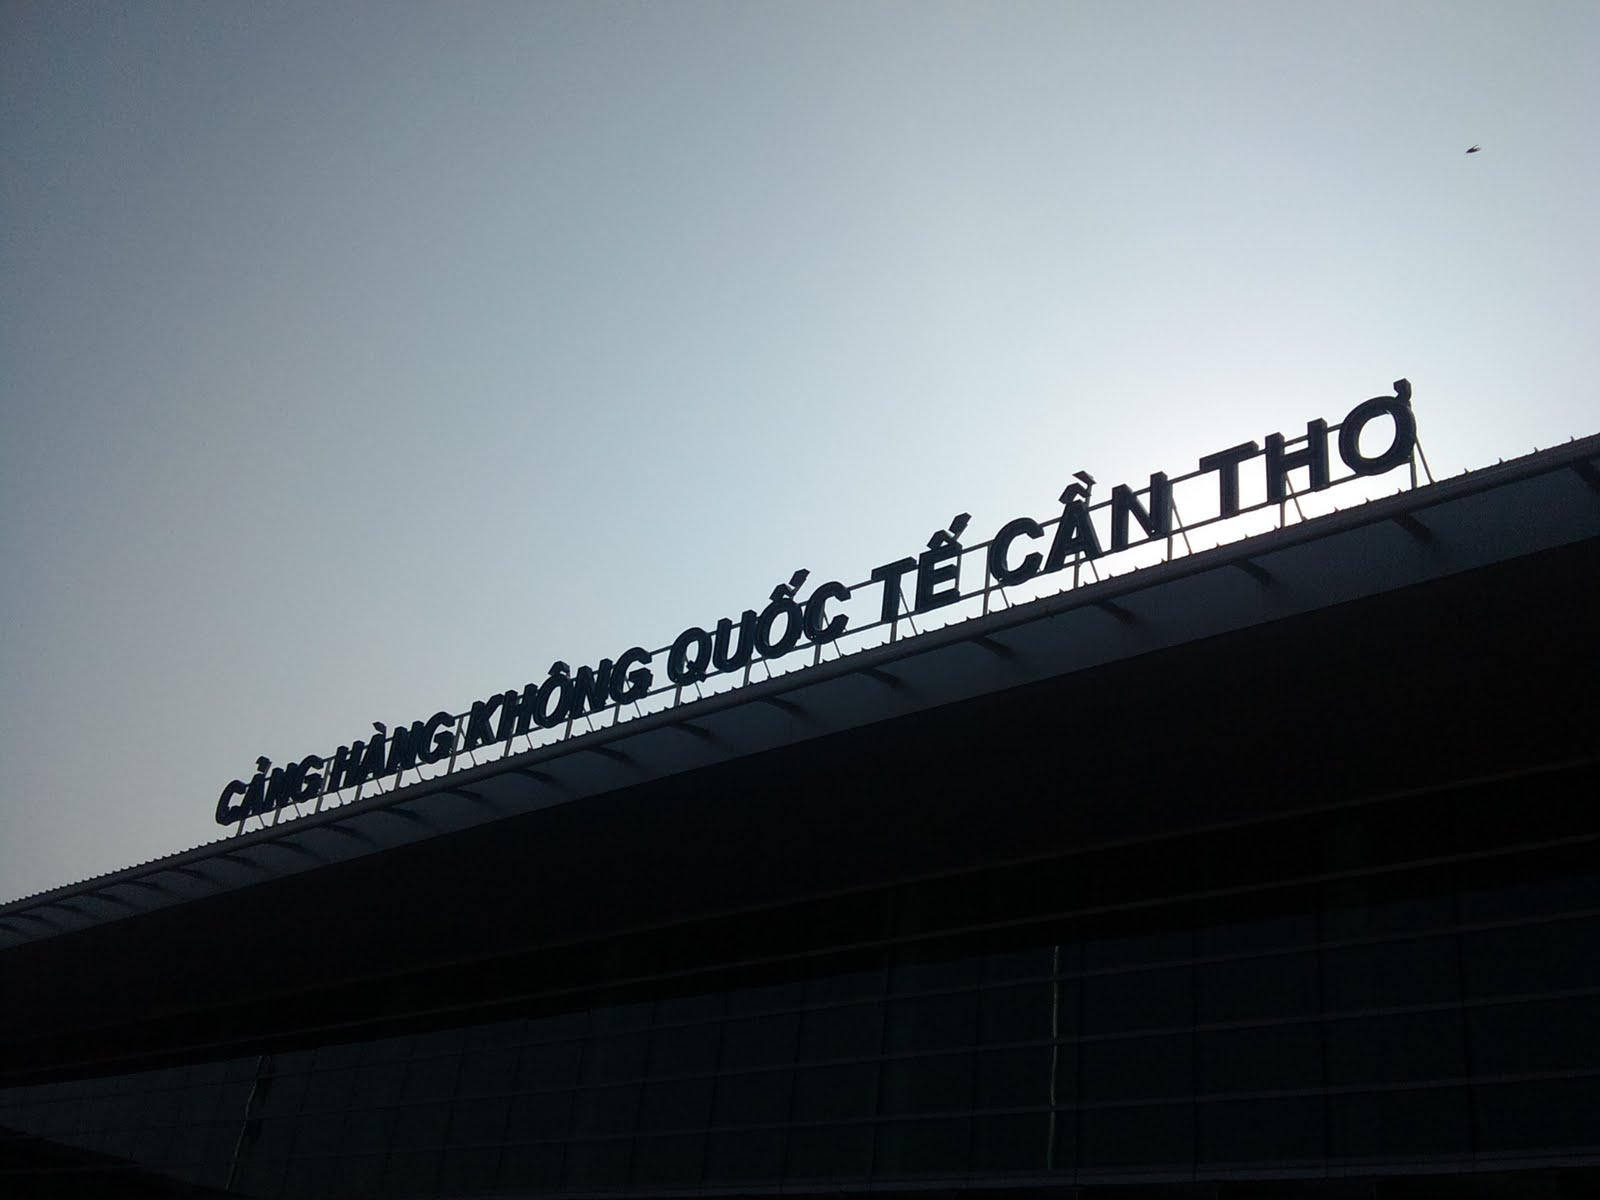 CẢNG HÀNG KHÔNG QUỐC TẾ CẦN THƠ